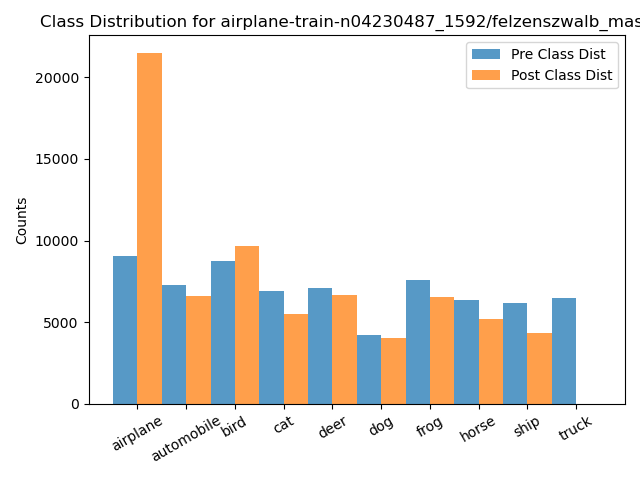 Class Distribution for airplane-train-n04230487_1592/felzenszwalb_mas
Pre Class Dist
Post Class Dist
Counts
20000
15000
10000
5000
0
airplane
automobile
bird
cat
deer
dog
frog
horse
ship
truck